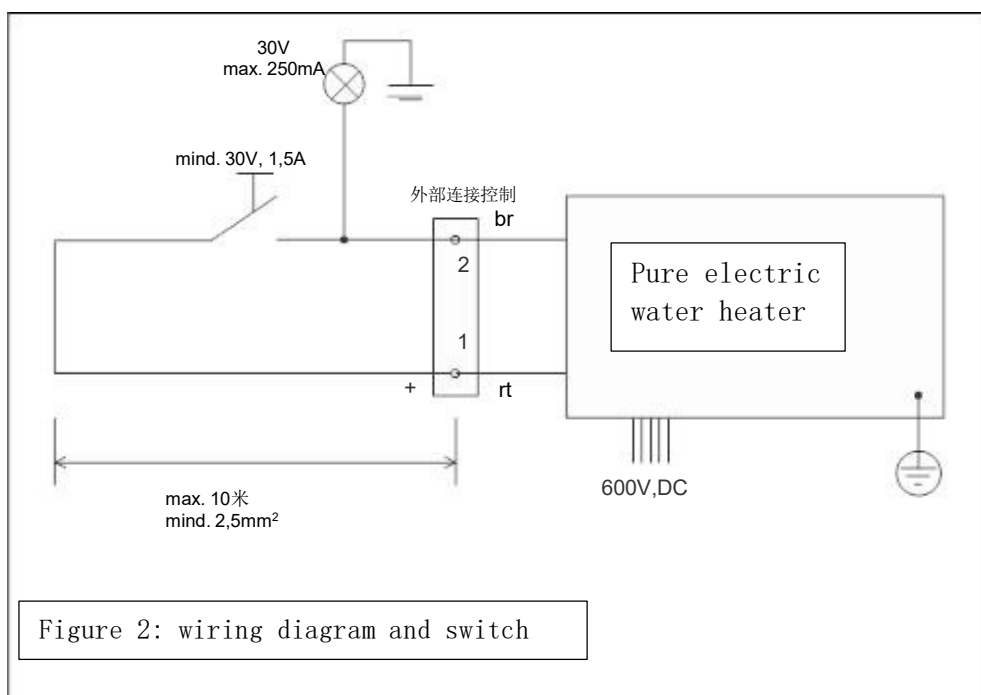 30V
max. 250mA
mind. 30V, 1,5A
外部连接控制
br
2
Pure electric
water heater
1
+
rt
600V,DC
max. 10米
mind. 2,5mm²
Figure 2: wiring diagram and switch